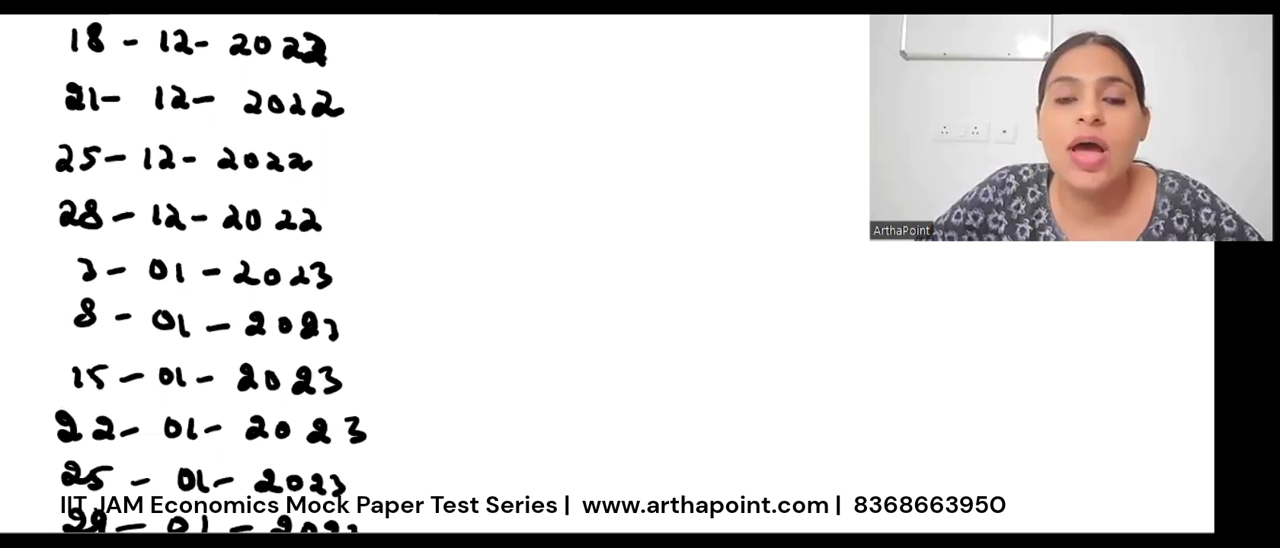 18 - 12 - 2022
21 - 12 - 2022
25 - 12 - 2022
28 - 12 - 2022
3 - 01 - 2023
8 - 01 - 2023
15 - 01 - 2023
22 - 01 - 2023
25 - 01 - 2023
IIT JAM Economics Mock Paper Test Series | www.arthapoint.com | 8368663950
ArthaPoint